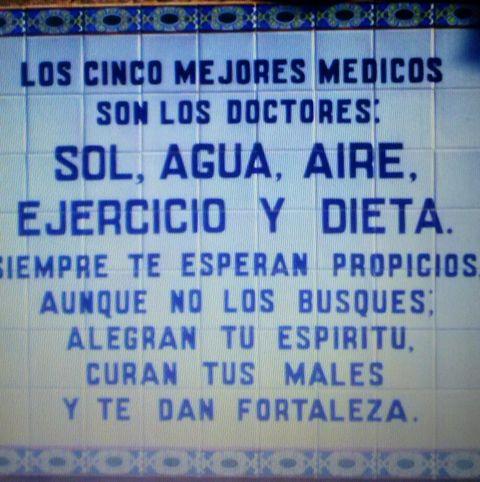 LOS CINCO MEJORES MEDICOS
SON LOS DOCTORES:
SOL, AGUA, AIRE,
EJERCICIO Y DIETA.
SIEMPRE TE ESPERAN PROPICIOS,
AUNQUE NO LOS BUSQUES;
ALEGRAN TU ESPIRITU,
CURAN TUS MALES
Y TE DAN FORTALEZA.